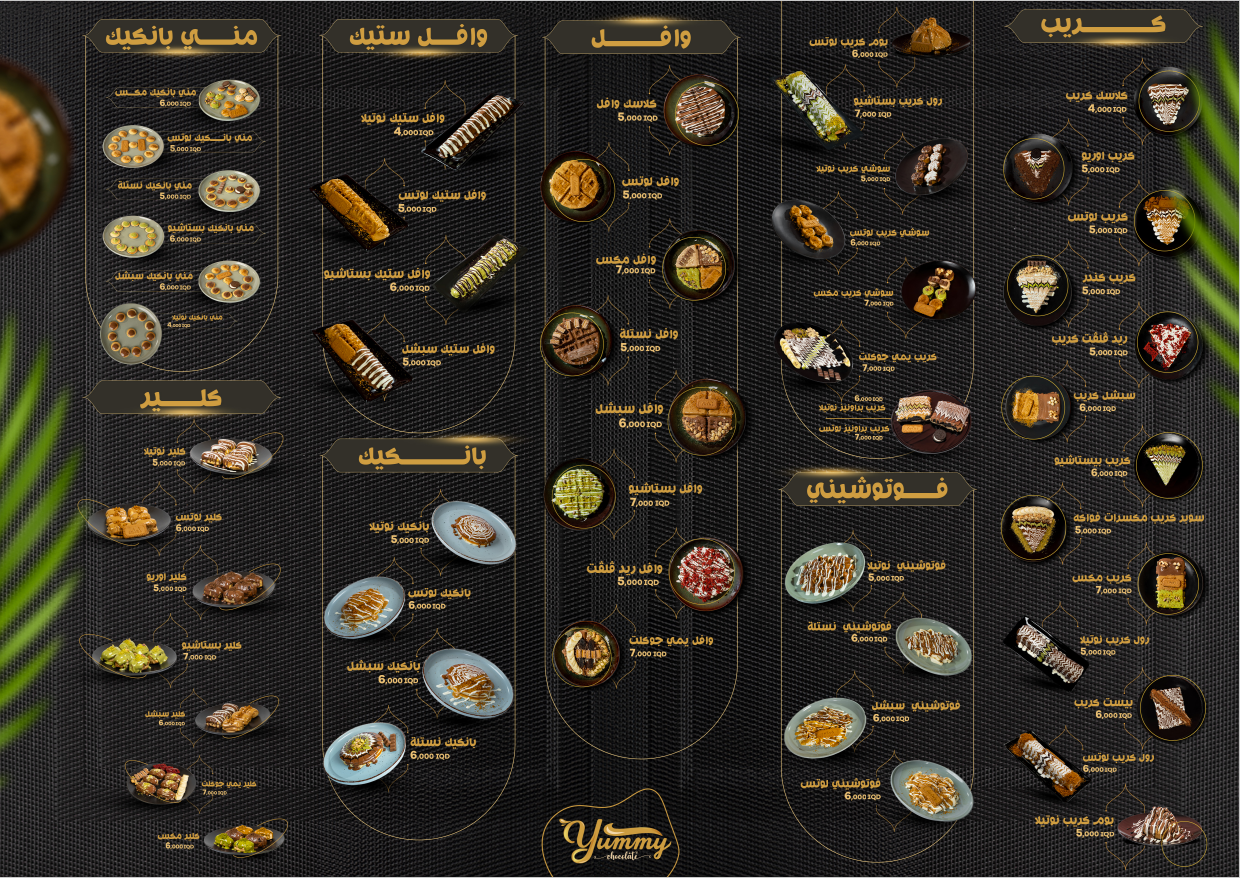 كـــريب
كلاسك كريب
4,000 IQD
كريب اوريو
5,000 IQD
كريب لوتس
5,000 IQD
كريب كندر
5,000 IQD
ريد ڤلڤت كريب
5,000 IQD
سبشل كريب
6,000 IQD
كريب بيستاشيو
6,000 IQD
سوبر كريب مكسرات فواكة
5,000 IQD
كريب مكس
7,000 IQD
رول كريب نوتيلا
5,000 IQD
بيست كريب
6,000 IQD
رول كريب لوتس
6,000 IQD
بومـ كريب نوتيلا
5,000 IQD
بومـ كريب لوتس
6,000 IQD
رول كريب بستاشيو
7,000 IQD
سوشي كريب نوتيلا
5,000 IQD
سوشي كريب لوتس
6,000 IQD
سوشي كريب مكس
7,000 IQD
كريب يمي جوكلت
7,000 IQD
6,000 IQD
كريب براونيز نوتيلا
كريب براونيز لوتس
7,000 IQD
فـــوتوشيني
فوتوشيني نوتيلا
5,000 IQD
فوتوشيني نستلة
6,000 IQD
فوتوشيني سبشل
6,000 IQD
فوتوشيني لوتس
6,000 IQD
وافـــــل
كلاسك وافل
5,000 IQD
وافل لوتس
5,000 IQD
وافل مكس
7,000 IQD
وافل نستلة
5,000 IQD
وافل سبشل
6,000 IQD
وافل بستاشيو
7,000 IQD
وافل ريد ڤلڤت
5,000 IQD
وافل يمي جوكلت
7,000 IQD
Yummy
chocolate
وافـــل ستيك
وافل ستيك نوتيلا
4,000 IQD
وافل ستيك لوتس
5,000 IQD
وافل ستيك بستاشيو
6,000 IQD
وافل ستيك سبشل
5,000 IQD
بانـــــكيك
بانكيك نوتيلا
5,000 IQD
بانكيك لوتس
6,000 IQD
بانكيك سبشل
6,000 IQD
بانكيك نستلة
6,000 IQD
منـــي بانكيك
مني بانكيك مكـس
6,000 IQD
مني بانـــكيك لوتس
5,000 IQD
مني بانكيك نستلة
5,000 IQD
مني بانكيك بستاشيو
6,000 IQD
مني بانكيك سبشل
6,000 IQD
مني بانكيك نوتيلا
4,000 IQD
كلـــــير
كلير نوتيلا
5,000 IQD
كلير لوتس
6,000 IQD
كلير اوريو
5,000 IQD
كلير بستاشيو
7,000 IQD
كلير سبشل
6,000 IQD
كلير يمي جوكلت
7,000 IQD
كلير مكس
6,000 IQD